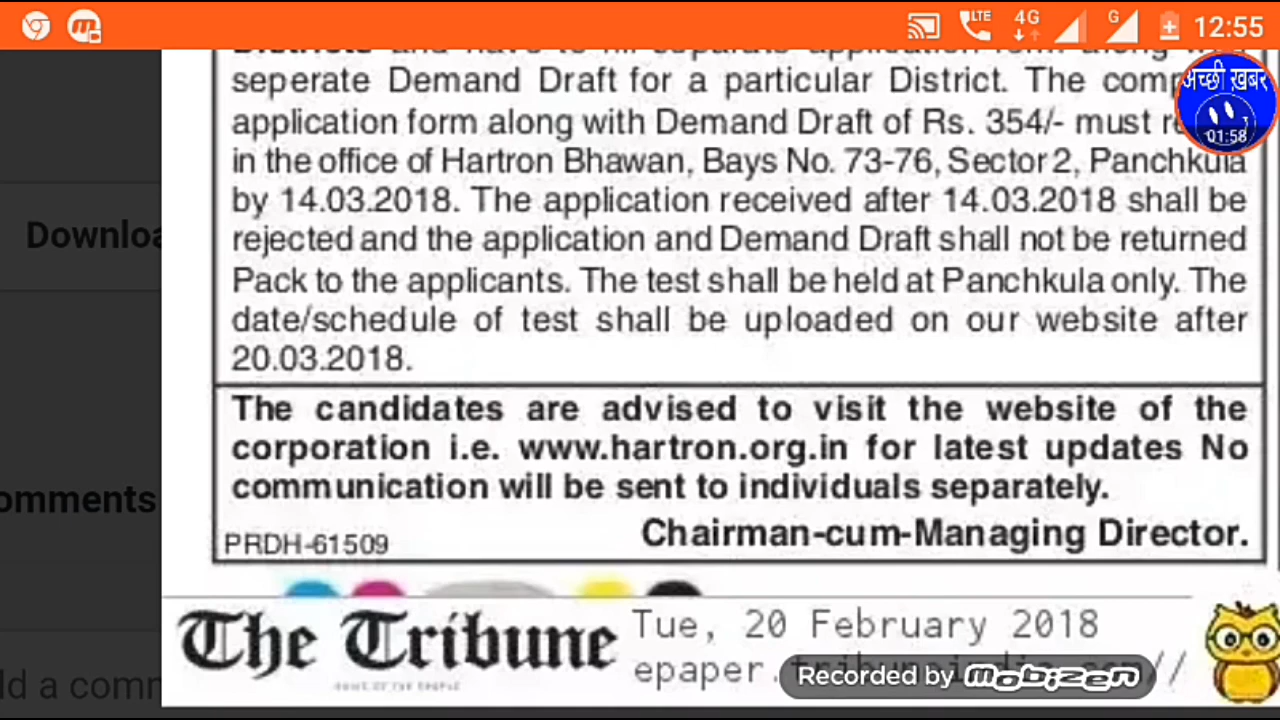 LTE
4G
G
12:55
seperate Demand Draft for a particular District. The
अच्छी ख़बर
application form along with Demand Draft of Rs. 354/- must
01:58
in the office of Hartron Bhawan, Bays No. 73-76, Sector 2, Panchkula
by 14.03.2018. The application received after 14.03.2018 shall be
Downloa
rejected and the application and Demand Draft shall not be returned
Pack to the applicants. The test shall be held at Panchkula only. The
date/schedule of test shall be uploaded on our website after
20.03.2018.
The candidates are advised to visit the website of the
corporation i.e. www.hartron.org.in for latest updates No
omments
communication will be sent to individuals separately.
Chairman-cum-Managing Director.
PRDH-61509
The Tribune
Tue, 20 February 2018
ld a comm
epaper.
Recorded by mobizen
//